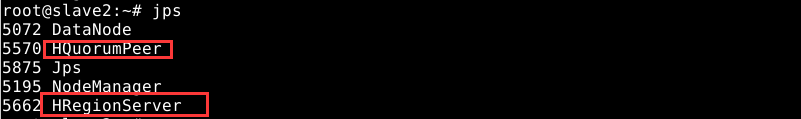 root@slave2:~# jps
5072 DataNode
5570 HQuorumPeer
5875 Jps
5195 NodeManager
5662 HRegionServer